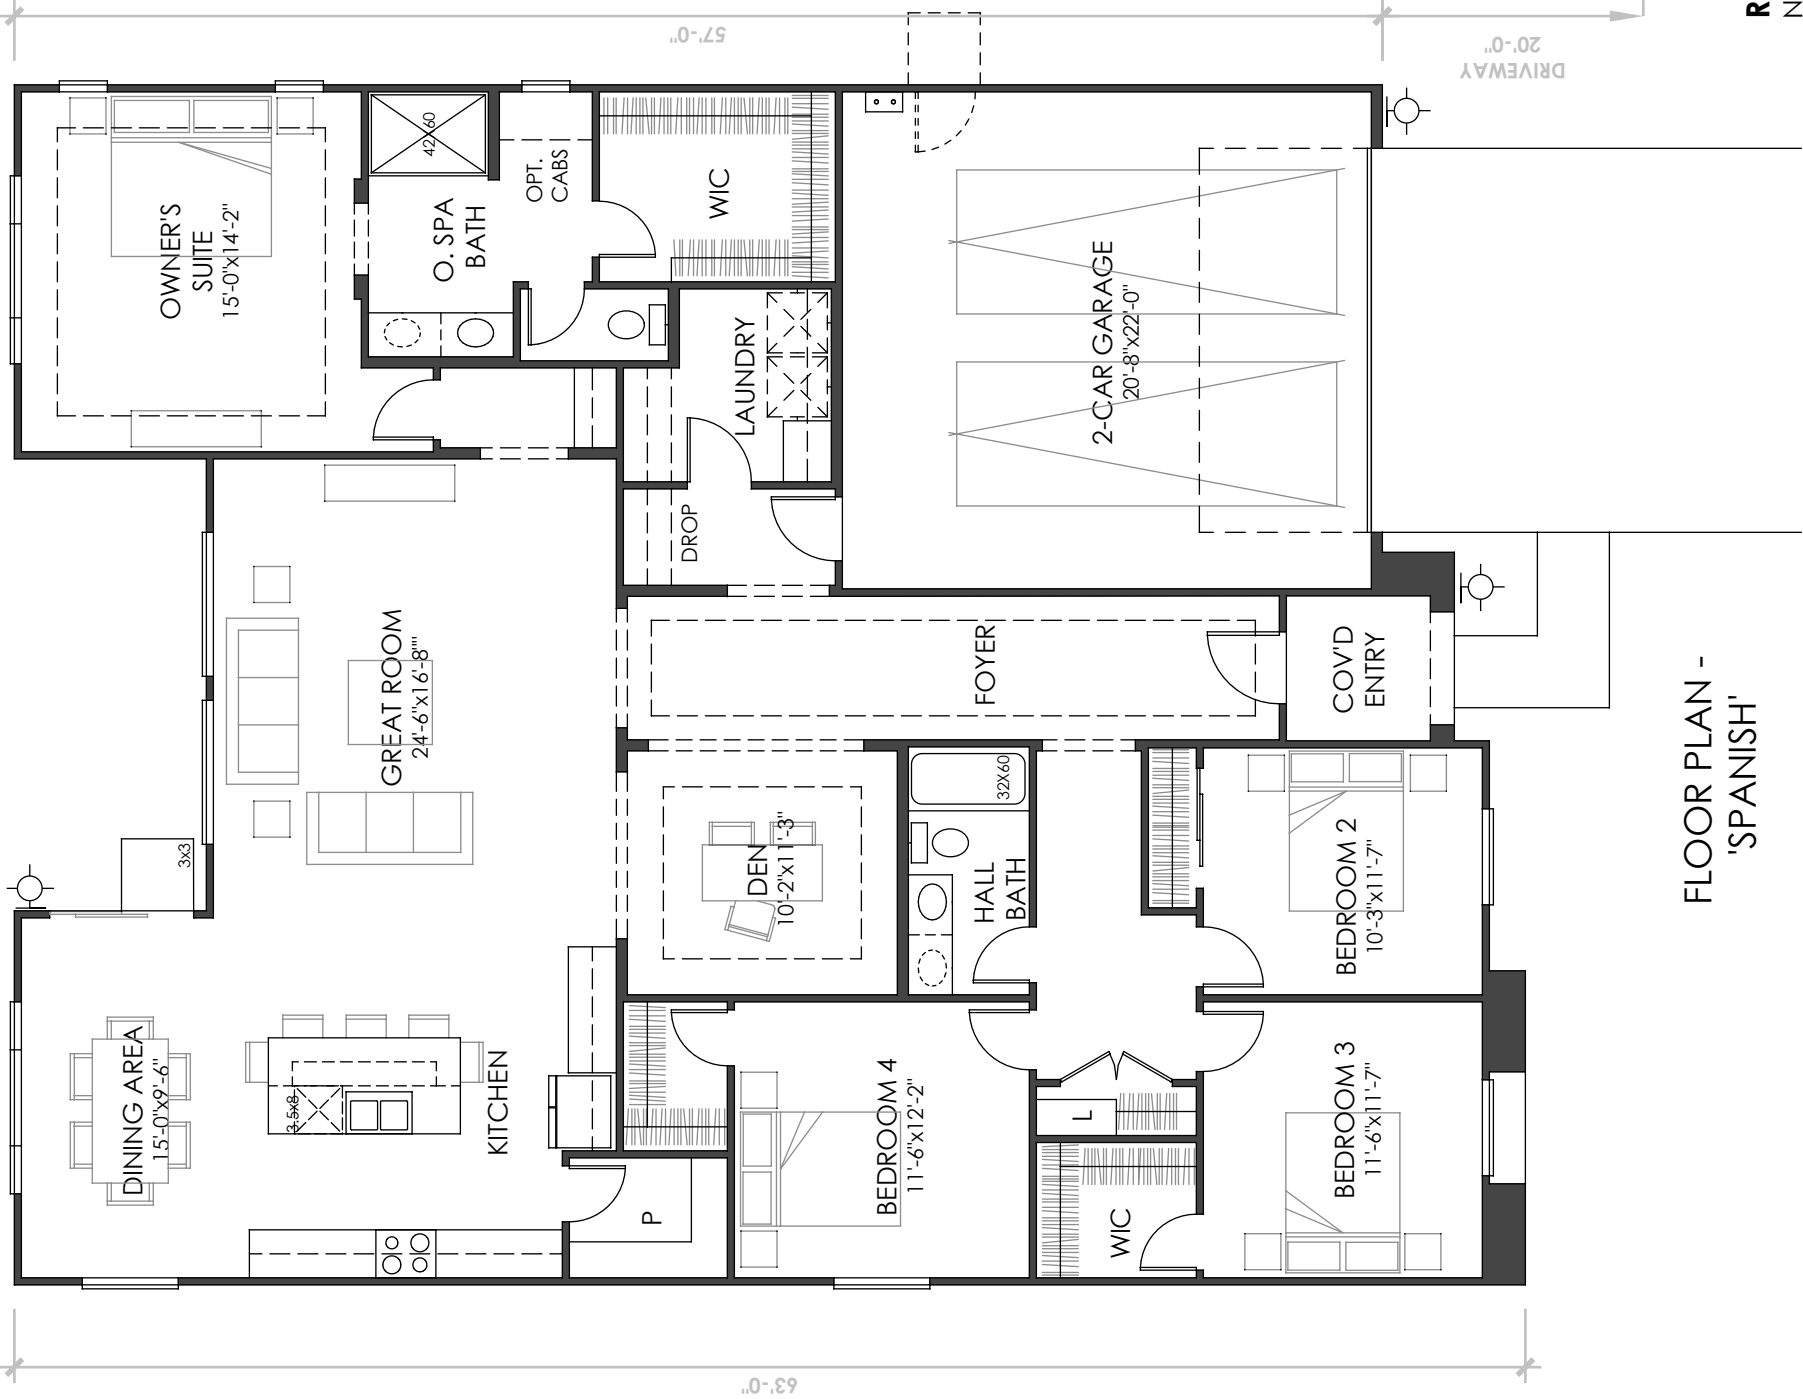 57'-0"
20'-0"
DRIVEWAY
R
N
OWNER'S
SUITE
15'-0"x14'-2"
42X60
O. SPA
BATH
OPT.
CABS
WIC
LAUNDRY
DROP
2-CAR GARAGE
20'-8"x22'-0"
GREAT ROOM
24'-6"x16'-8""
FOYER
COV'D
ENTRY
3x3
DEN
10'-2"x11'-3"
32X60
HALL
BATH
BEDROOM 2
10'-3"x11'-7"
DINING AREA
15'-0"x9'-6"
3.5x8
KITCHEN
P
BEDROOM 4
11'-6"x12'-2"
L
WIC
BEDROOM 3
11'-6"x11'-7"
FLOOR PLAN -
'SPANISH'
63'-0"